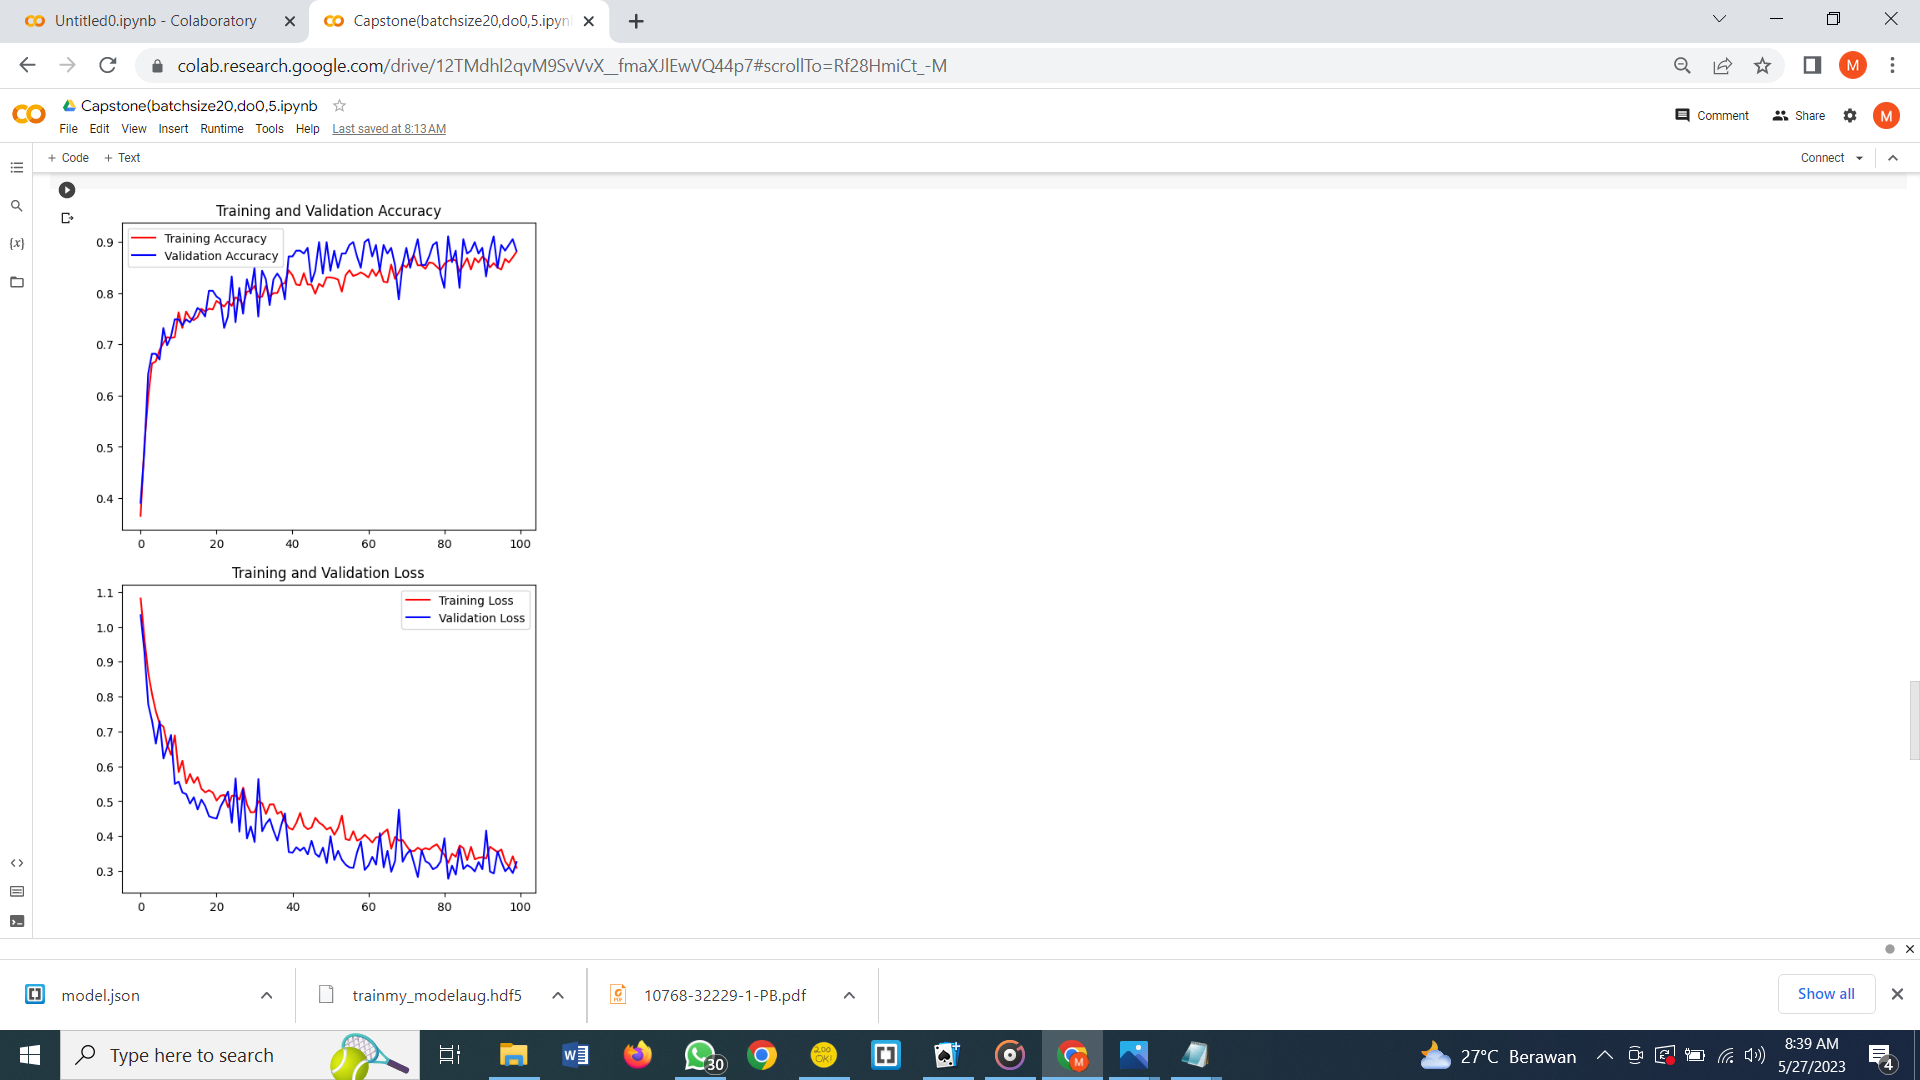 Untitled0.ipynb - Colaboratory
Capstone(batchsize20,do0,5.ipyn
colab.research.google.com/drive/12TMdhl2qvM9SvVvX__fmaXJlEwVQ44p7#scrollTo=Rf28HmiCt_-M
M
Capstone(batchsize20,do0,5.ipynb
File Edit View Insert Runtime Tools Help Last saved at 8:13 AM
Comment Share M
+ Code + Text
Connect
{x}
Training and Validation Accuracy
Training Accuracy
Validation Accuracy
0.9
0.8
0.7
0.6
0.5
0.4
0 20 40 60 80 100
Training and Validation Loss
Training Loss
Validation Loss
1.1
1.0
0.9
0.8
0.7
0.6
0.5
0.4
0.3
0 20 40 60 80 100
model.json
trainmy_modelaug.hdf5
PDF
10768-32229-1-PB.pdf
Show all
Type here to search
W
30
200 OK!
M
27°C Berawan
8:39 AM
5/27/2023
4